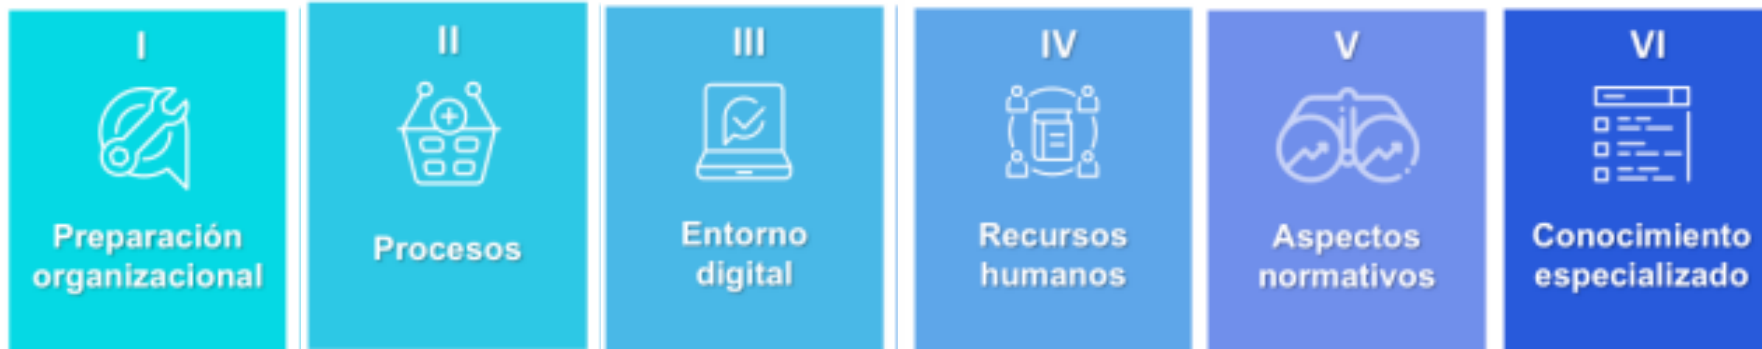 I
Preparación
organizacional
II
Procesos
III
Entorno
digital
IV
Recursos
humanos
V
Aspectos
normativos
VI
Conocimiento
especializado